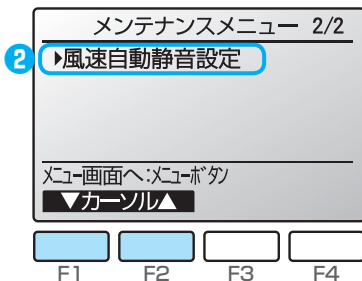 メンテナンスメニュー 2/2
2 ▸風速自動静音設定
メニュー画面へ:メニューボタン
▼カーソル▲
F1 F2 F3 F4